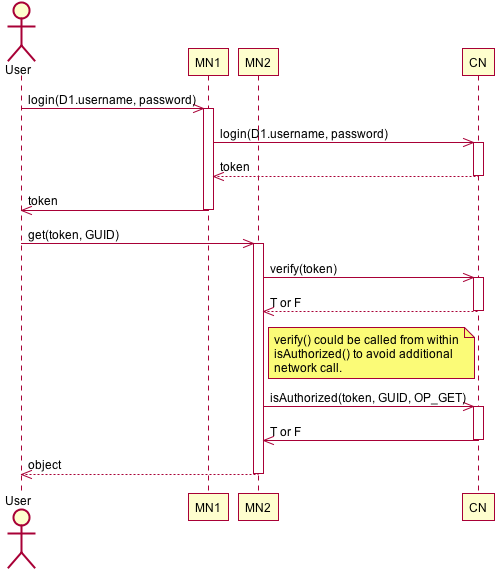 User
MN1
MN2
CN
login(D1.username, password)
login(D1.username, password)
token
token
get(token, GUID)
verify(token)
T or F
verify() could be called from within
isAuthorized() to avoid additional
network call.
isAuthorized(token, GUID, OP_GET)
T or F
object
User
MN1
MN2
CN